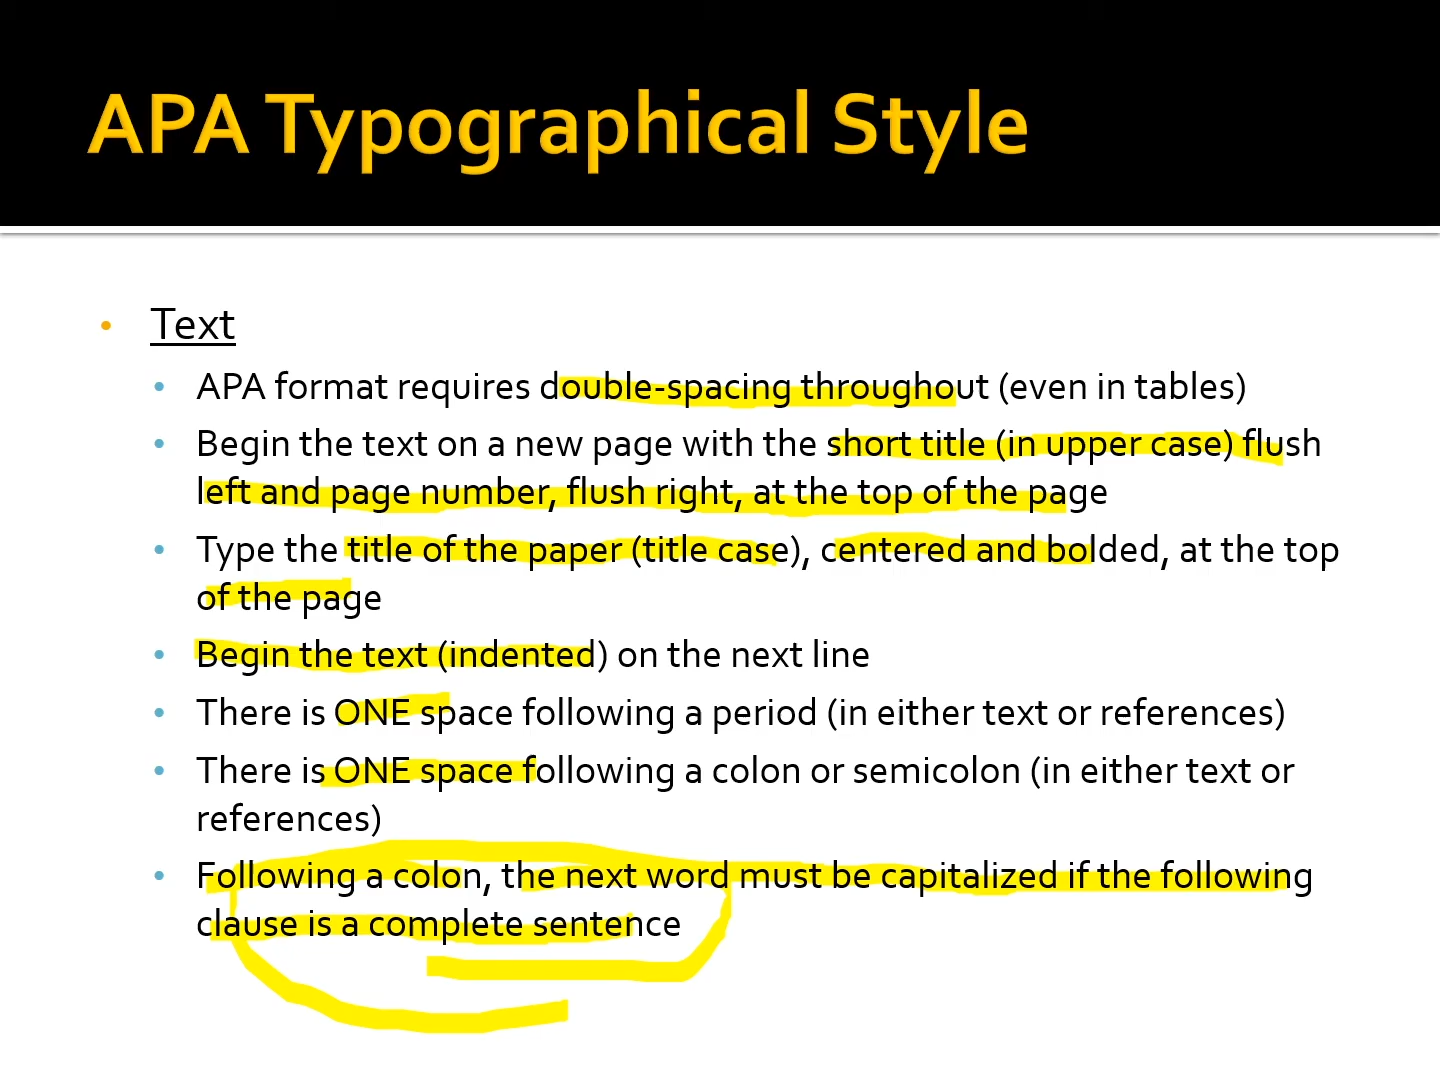 APA Typographical Style
• Text
• APA format requires double-spacing throughout (even in tables)
• Begin the text on a new page with the short title (in upper case) flush
left and page number, flush right, at the top of the page
• Type the title of the paper (title case), centered and bolded, at the top
of the page
• Begin the text (indented) on the next line
• There is ONE space following a period (in either text or references)
• There is ONE space following a colon or semicolon (in either text or
references)
• Following a colon, the next word must be capitalized if the following
clause is a complete sentence